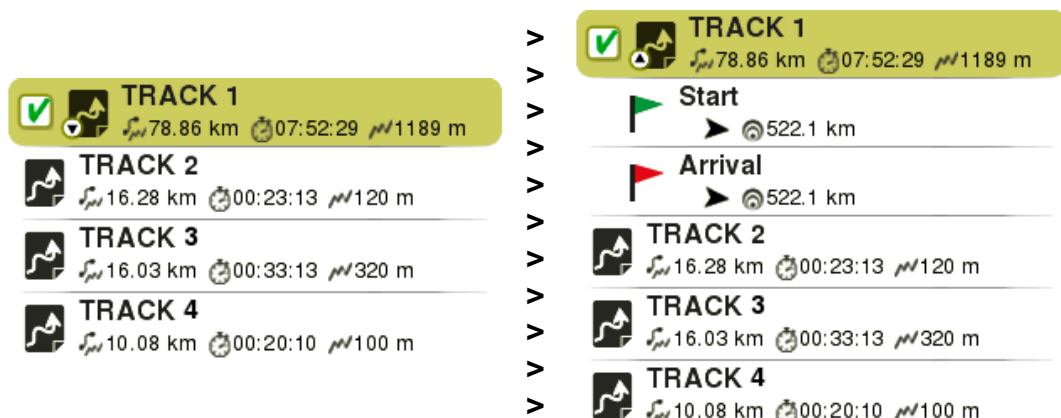 TRACK 1
78.86 km 07:52:29 1189 m
TRACK 2
16.28 km 00:23:13 120 m
TRACK 3
16.03 km 00:33:13 320 m
TRACK 4
10.08 km 00:20:10 100 m
>
>
>
>
>
>
>
>
>
>
>
TRACK 1
78.86 km 07:52:29 1189 m
Start
522.1 km
Arrival
522.1 km
TRACK 2
16.28 km 00:23:13 120 m
TRACK 3
16.03 km 00:33:13 320 m
TRACK 4
10.08 km 00:20:10 100 m